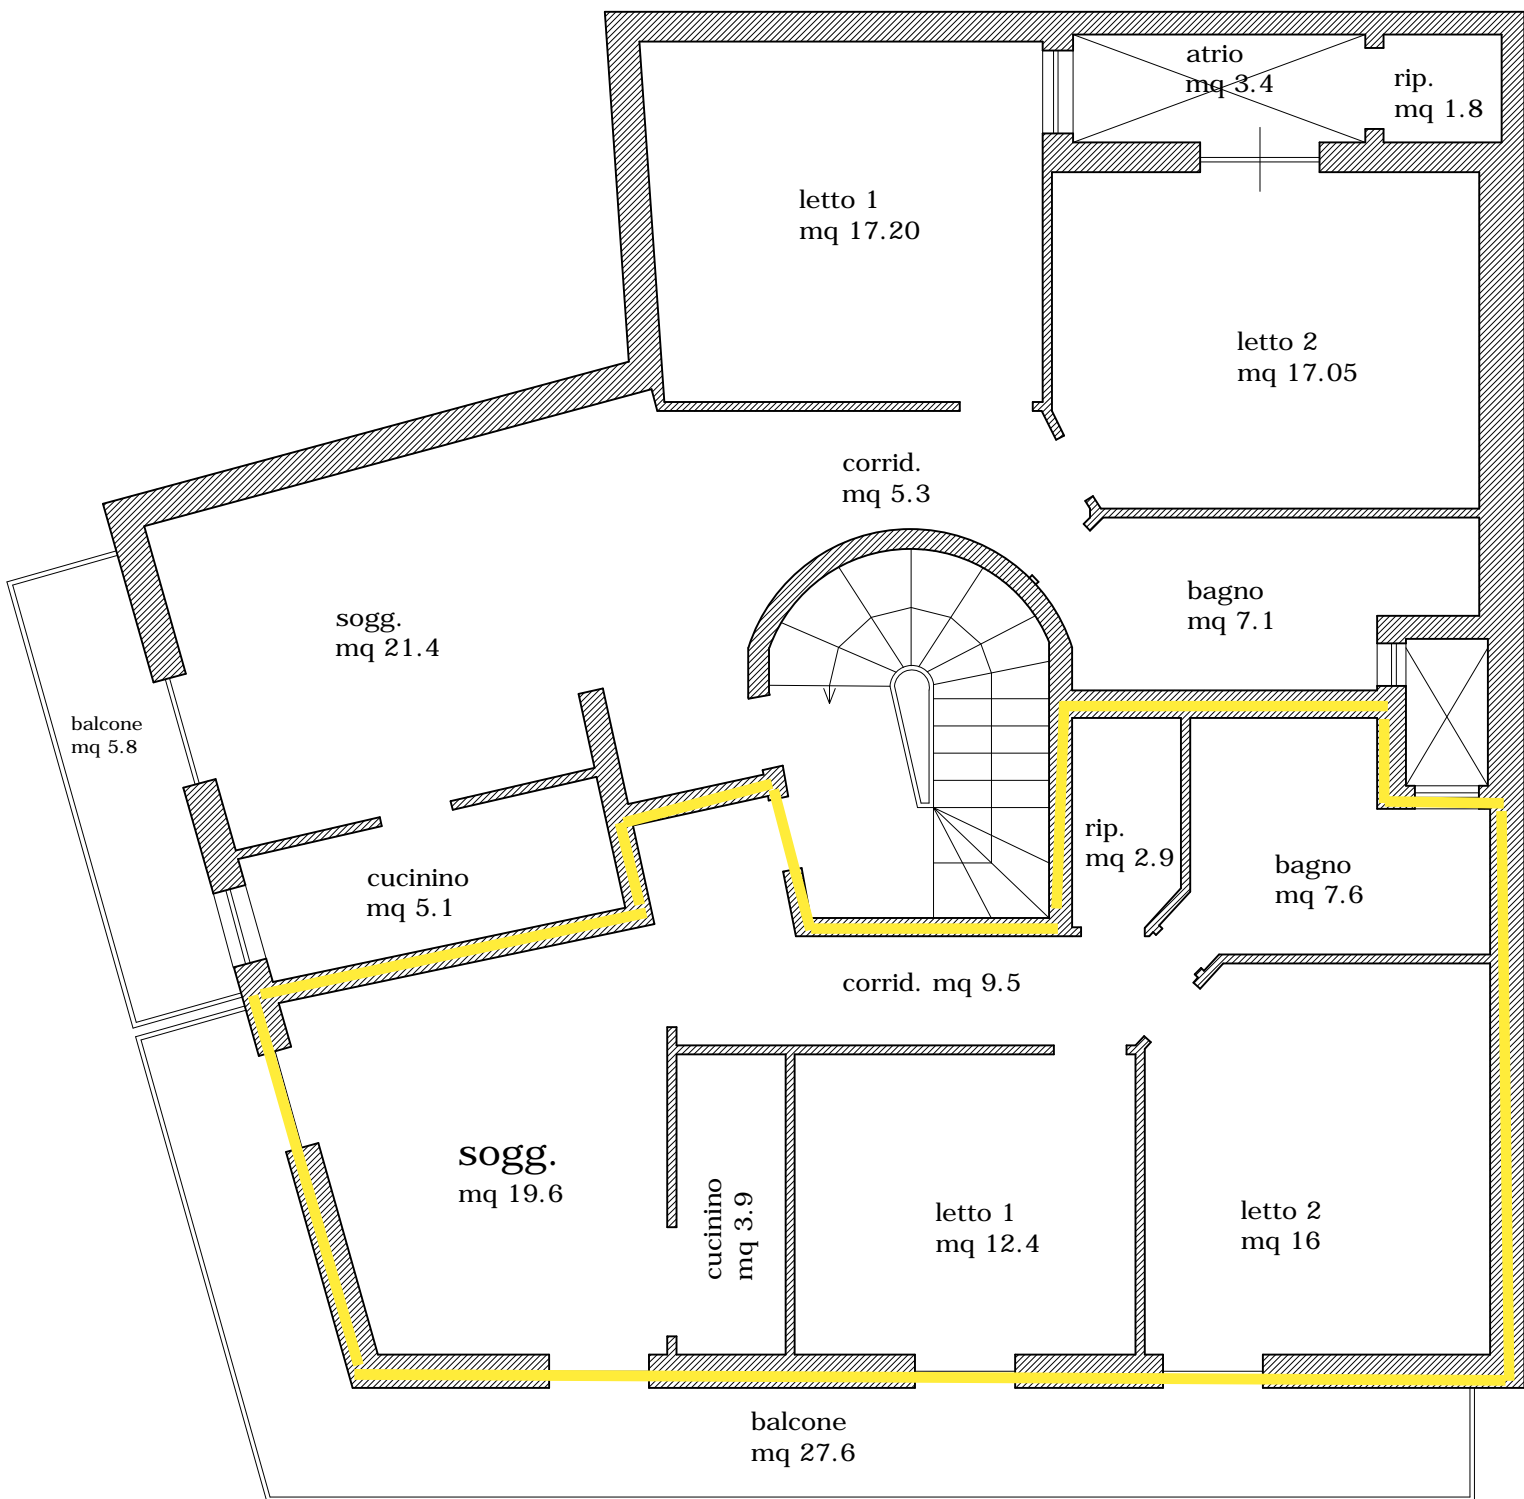 atrio
mq 3.4
rip.
mq 1.8
letto 1
mq 17.20
letto 2
mq 17.05
corrid.
mq 5.3
bagno
mq 7.1
sogg.
mq 21.4
balcone
mq 5.8
cucinino
mq 5.1
rip.
mq 2.9
bagno
mq 7.6
corrid. mq 9.5
sogg.
mq 19.6
cucinino
mq 3.9
letto 1
mq 12.4
letto 2
mq 16
balcone
mq 27.6